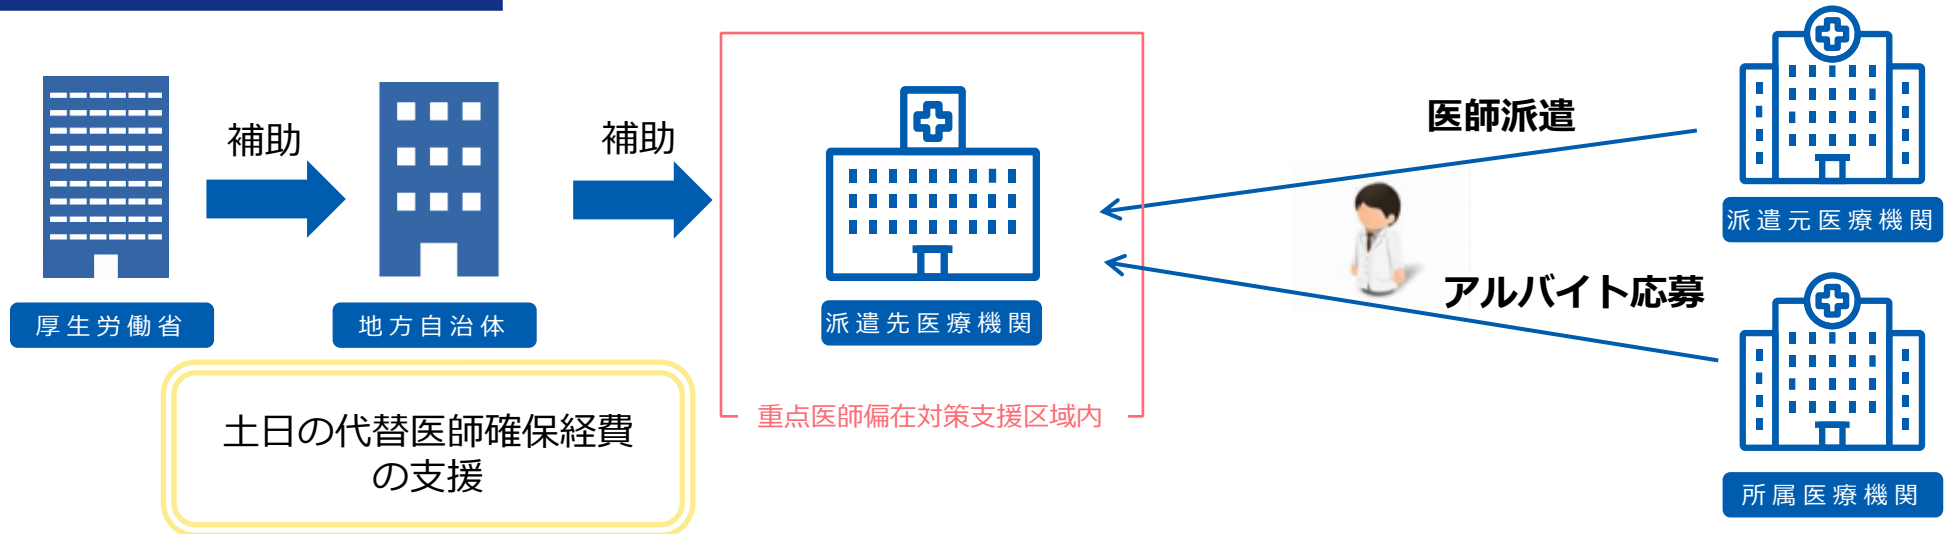 補助
厚生労働省
補助
地方自治体
土日の代替医師確保経費
の支援
派遣先医療機関
重点医師偏在対策支援区域内
医師派遣
派遣元医療機関
アルバイト応募
所属医療機関